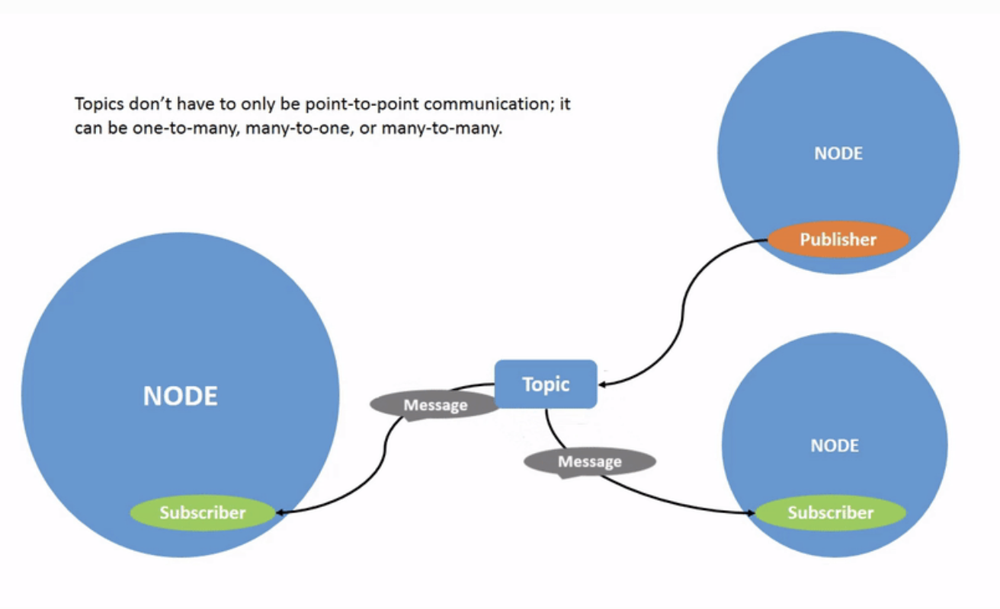 Topics don’t have to only be point-to-point communication; it
can be one-to-many, many-to-one, or many-to-many.
NODE
Publisher
Topic
NODE
Message
NODE
Message
Subscriber
Subscriber